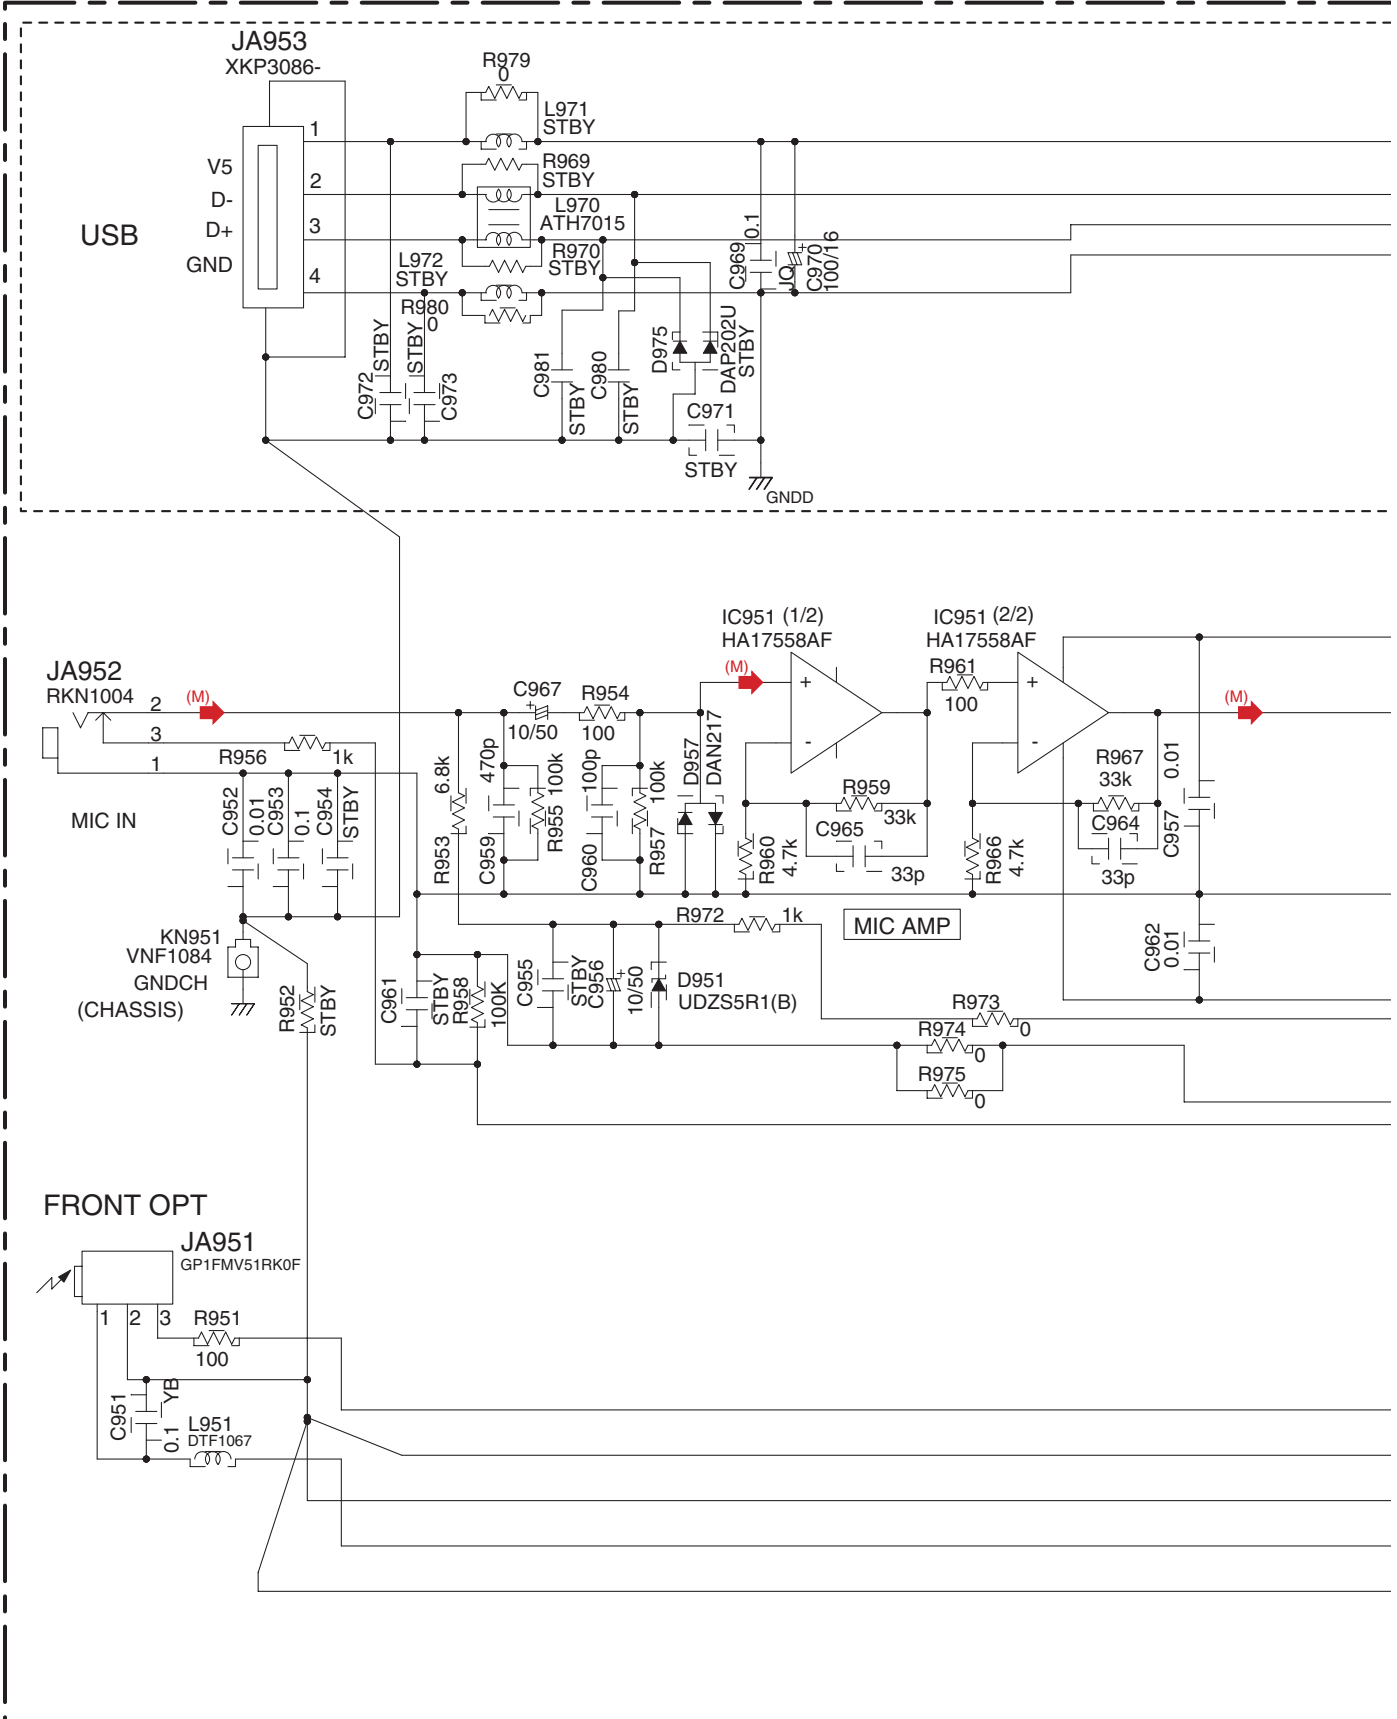 JA953
XKP3086-
R979
0
L971
STBY
1
V5
R969
STBY
2
D-
L970
ATH7015
USB
D+
3
R970
STBY
GND
L972
STBY
4
R980
0
C969
0.1
JQ
C970
+
100/16
C972
STBY
STBY
C973
C981
STBY
C980
STBY
D975
DAP202U
STBY
C971
STBY
GNDD
IC951 (1/2)
HA17558AF
IC951 (2/2)
HA17558AF
JA952
RKN1004
2
(M)
C967
+
10/50
R954
100
(M)
+
-
R961
100
+
-
(M)
3
R956
1k
1
MIC IN
C952
0.01
C953
0.1
C954
STBY
R953
6.8k
C959
470p
R955
100k
C960
100p
R957
100k
D957
DAN217
R960
4.7k
R959
33k
C965
33p
R966
4.7k
R967
33k
C964
33p
C957
0.01
MIC AMP
KN951
VNF1084
GNDCH
(CHASSIS)
R952
STBY
C961
STBY
R958
100K
C955
STBY
C956
+
10/50
D951
UDZS5R1(B)
R972
1k
C962
0.01
R973
0
R974
0
R975
0
FRONT OPT
JA951
GP1FMV51RK0F
1
2
3
R951
100
C951
YB
0.1
L951
DTF1067